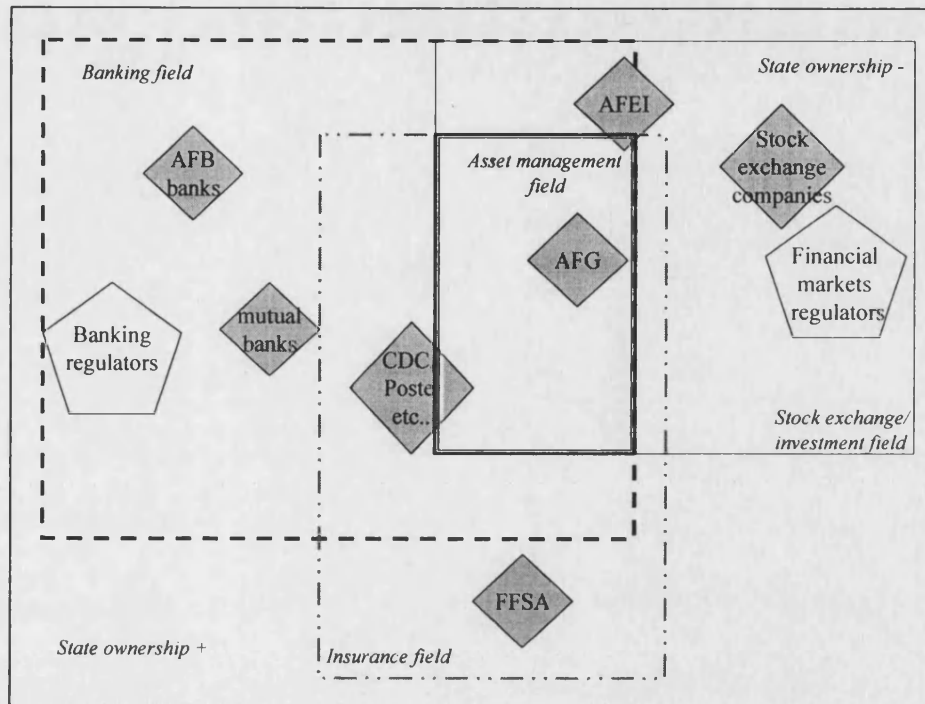 Banking field
State ownership -
AFEI
AFB
banks
Asset management
field
Stock
exchange
companies
AFG
Financial
markets
regulators
mutual
banks
Banking
regulators
CDC,
Poste
etc..
Stock exchange/
investment field
FFSA
State ownership +
Insurance field